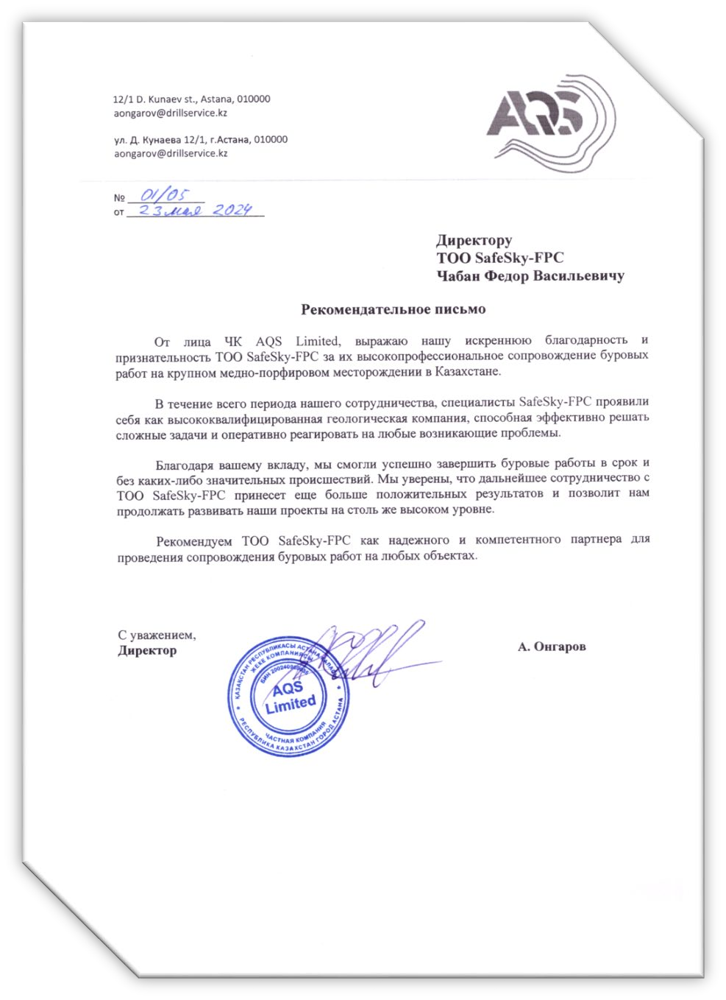 12/1 D. Kunaev st., Astana, 010000
aongarov@drillservice.kz
ул. Д. Кунаева 12/1, г.Астана, 010000
aongarov@drillservice.kz
AQS
№ 01/05
от 23 мая 2024
Директору
ТОО SafeSky-FPC
Чабан Федор Васильевичу
Рекомендательное письмо
От лица ЧК AQS Limited, выражаю нашу искреннюю благодарность и
признательность ТОО SafeSky-FPC за их высокопрофессиональное сопровождение буровых
работ на крупном медно-порфировом месторождении в Казахстане.
В течение всего периода нашего сотрудничества, специалисты SafeSky-FPC проявили
себя как высококвалифицированная геологическая компания, способная эффективно решать
сложные задачи и оперативно реагировать на любые возникающие проблемы.
Благодаря вашему вкладу, мы смогли успешно завершить буровые работы в срок и
без каких-либо значительных происшествий. Мы уверены, что дальнейшее сотрудничество с
ТОО SafeSky-FPC принесет еще больше положительных результатов и позволит нам
продолжать развивать наши проекты на столь же высоком уровне.
Рекомендуем ТОО SafeSky-FPC как надежного и компетентного партнера для
проведения сопровождения буровых работ на любых объектах.
С уважением,
Директор
А. Онгаров
ҚАЗАҚСТАН РЕСПУБЛИКАСЫ АСТАНА ҚАЛАСЫ
ЖЕКЕ КОМПАНИЯСЫ
БИН
AQS
Limited
ЧАСТНАЯ КОМПАНИЯ
РЕСПУБЛИКА КАЗАХСТАН ГОРОД АСТАНА